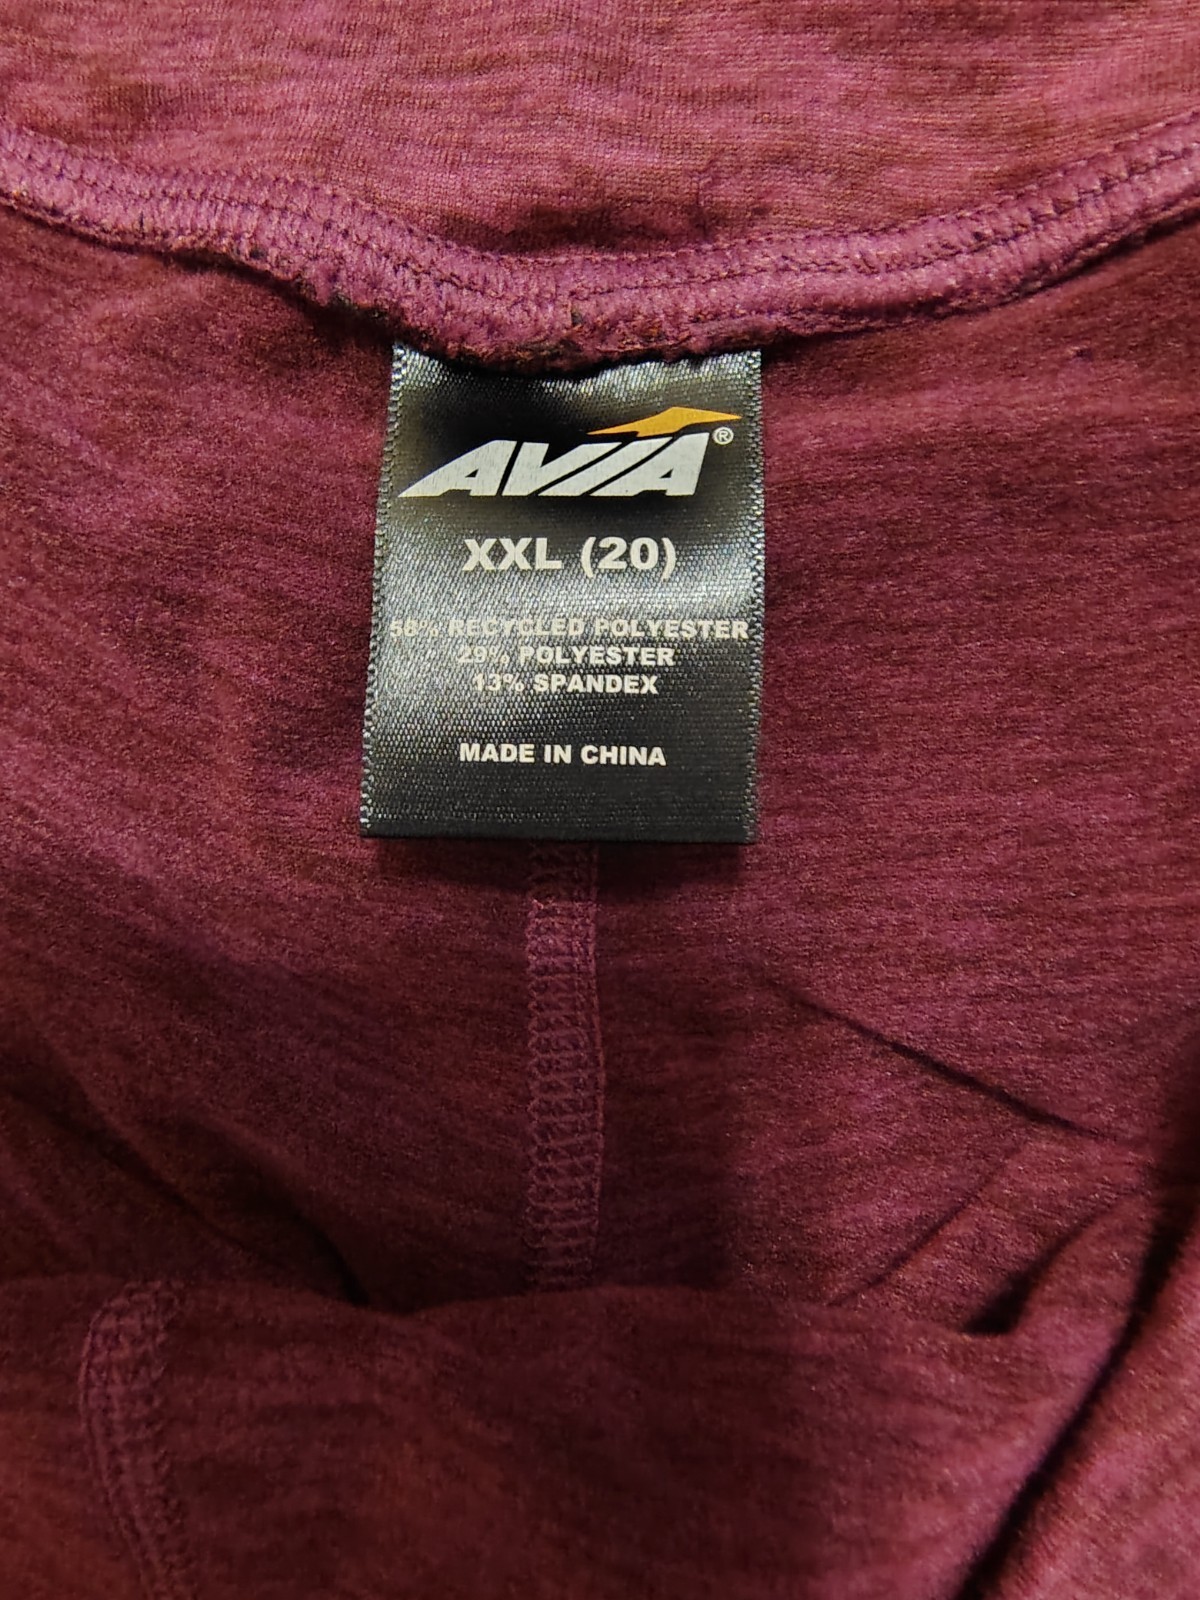 AVIA®
XXL (20)
58% RECYCLED POLYESTER
29% POLYESTER
13% SPANDEX
MADE IN CHINA